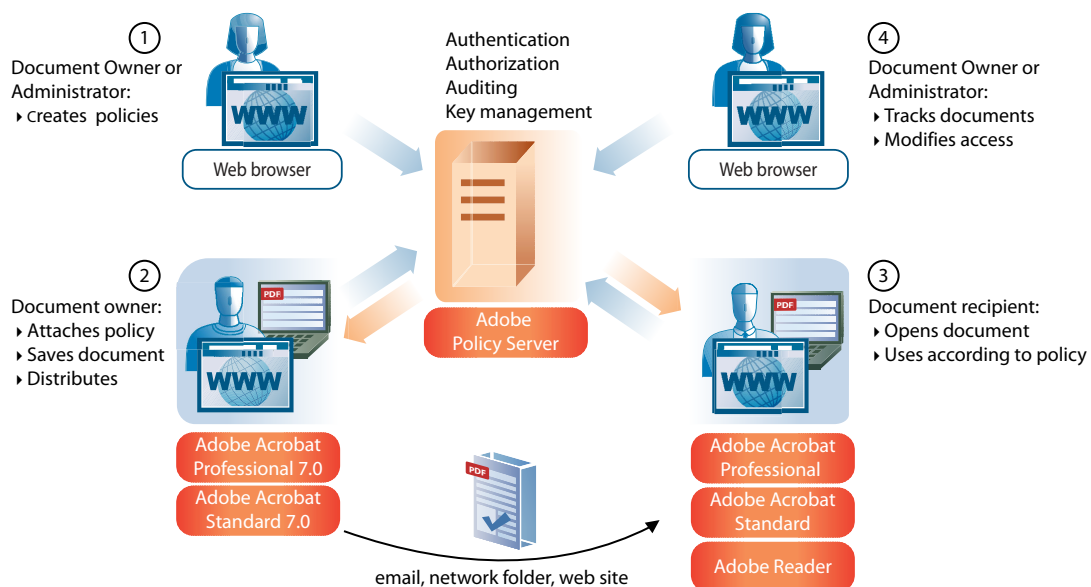 1
Document Owner or
Administrator:
Creates policies
WWW
Web browser
Authentication
Authorization
Auditing
Key management
4
Document Owner or
Administrator:
Tracks documents
Modifies access
WWW
Web browser
2
Document owner:
Attaches policy
Saves document
Distributes
PDF
WWW
Adobe
Policy Server
3
Document recipient:
Opens document
Uses according to policy
PDF
WWW
Adobe Acrobat
Professional 7.0
Adobe Acrobat
Standard 7.0
PDF
email, network folder, web site
Adobe Acrobat
Professional
Adobe Acrobat
Standard
Adobe Reader